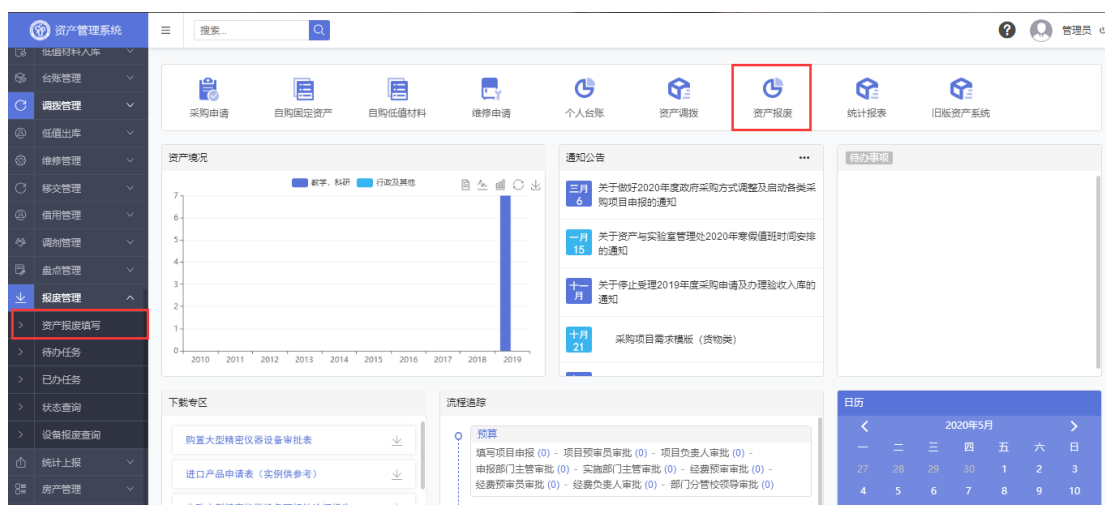 资产管理系统
搜索...
管理员
低值材料入库
台账管理
调拨管理
低值出库
维修管理
移交管理
借用管理
调剂管理
盘点管理
报废管理
资产报废填写
待办任务
已办任务
状态查询
设备报废查询
统计上报
房产管理
采购申请
自购固定资产
自购低值材料
维修申请
个人台账
资产调拨
资产报废
统计报表
旧版资产系统
资产境况
教学、科研
行政及其他
7
6
5
4
3
2
1
0
2010 2011 2012 2013 2014 2015 2016 2017 2018 2019
通知公告
三月
6
关于做好2020年度政府采购方式调整及启动各类采
购项目申报的通知
一月
15
关于资产与实验室管理处2020年寒假值班时间安排
的通知
十一
月
关于停止受理2019年度采购申请及办理验收入库的
通知
十月
21
采购项目需求模版（货物类）
待办事项
下载专区
购置大型精密仪器设备审批表
进口产品申请表（实例供参考）
流程追踪
预算
填写项目申报 (0) - 项目预审员审批 (0) - 项目负责人审批 (0) -
申报部门主管审批 (0) - 实施部门主管审批 (0) - 经费预审审批 (0) -
经费预审员审批 (0) - 经费负责人审批 (0) - 部门分管校领导审批 (0)
日历
2020年5月
一 二 三 四 五 六 日
27 28 29 30 1 2 3
4 5 6 7 8 9 10